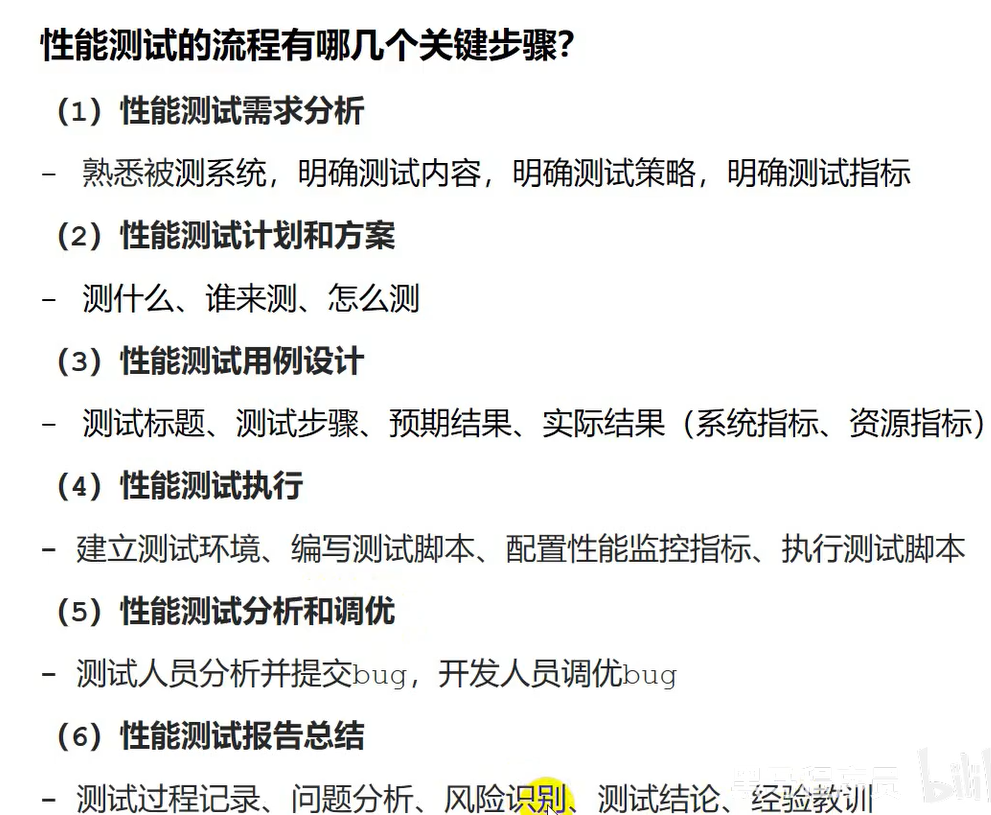 性能测试的流程有哪几个关键步骤?
（1）性能测试需求分析
- 熟悉被测系统，明确测试内容，明确测试策略，明确测试指标
（2）性能测试计划和方案
- 测什么、谁来测、怎么测
（3）性能测试用例设计
- 测试标题、测试步骤、预期结果、实际结果（系统指标、资源指标）
（4）性能测试执行
- 建立测试环境、编写测试脚本、配置性能监控指标、执行测试脚本
（5）性能测试分析和调优
- 测试人员分析并提交bug，开发人员调优bug
（6）性能测试报告总结
- 测试过程记录、问题分析、风险识别、测试结论、经验教训